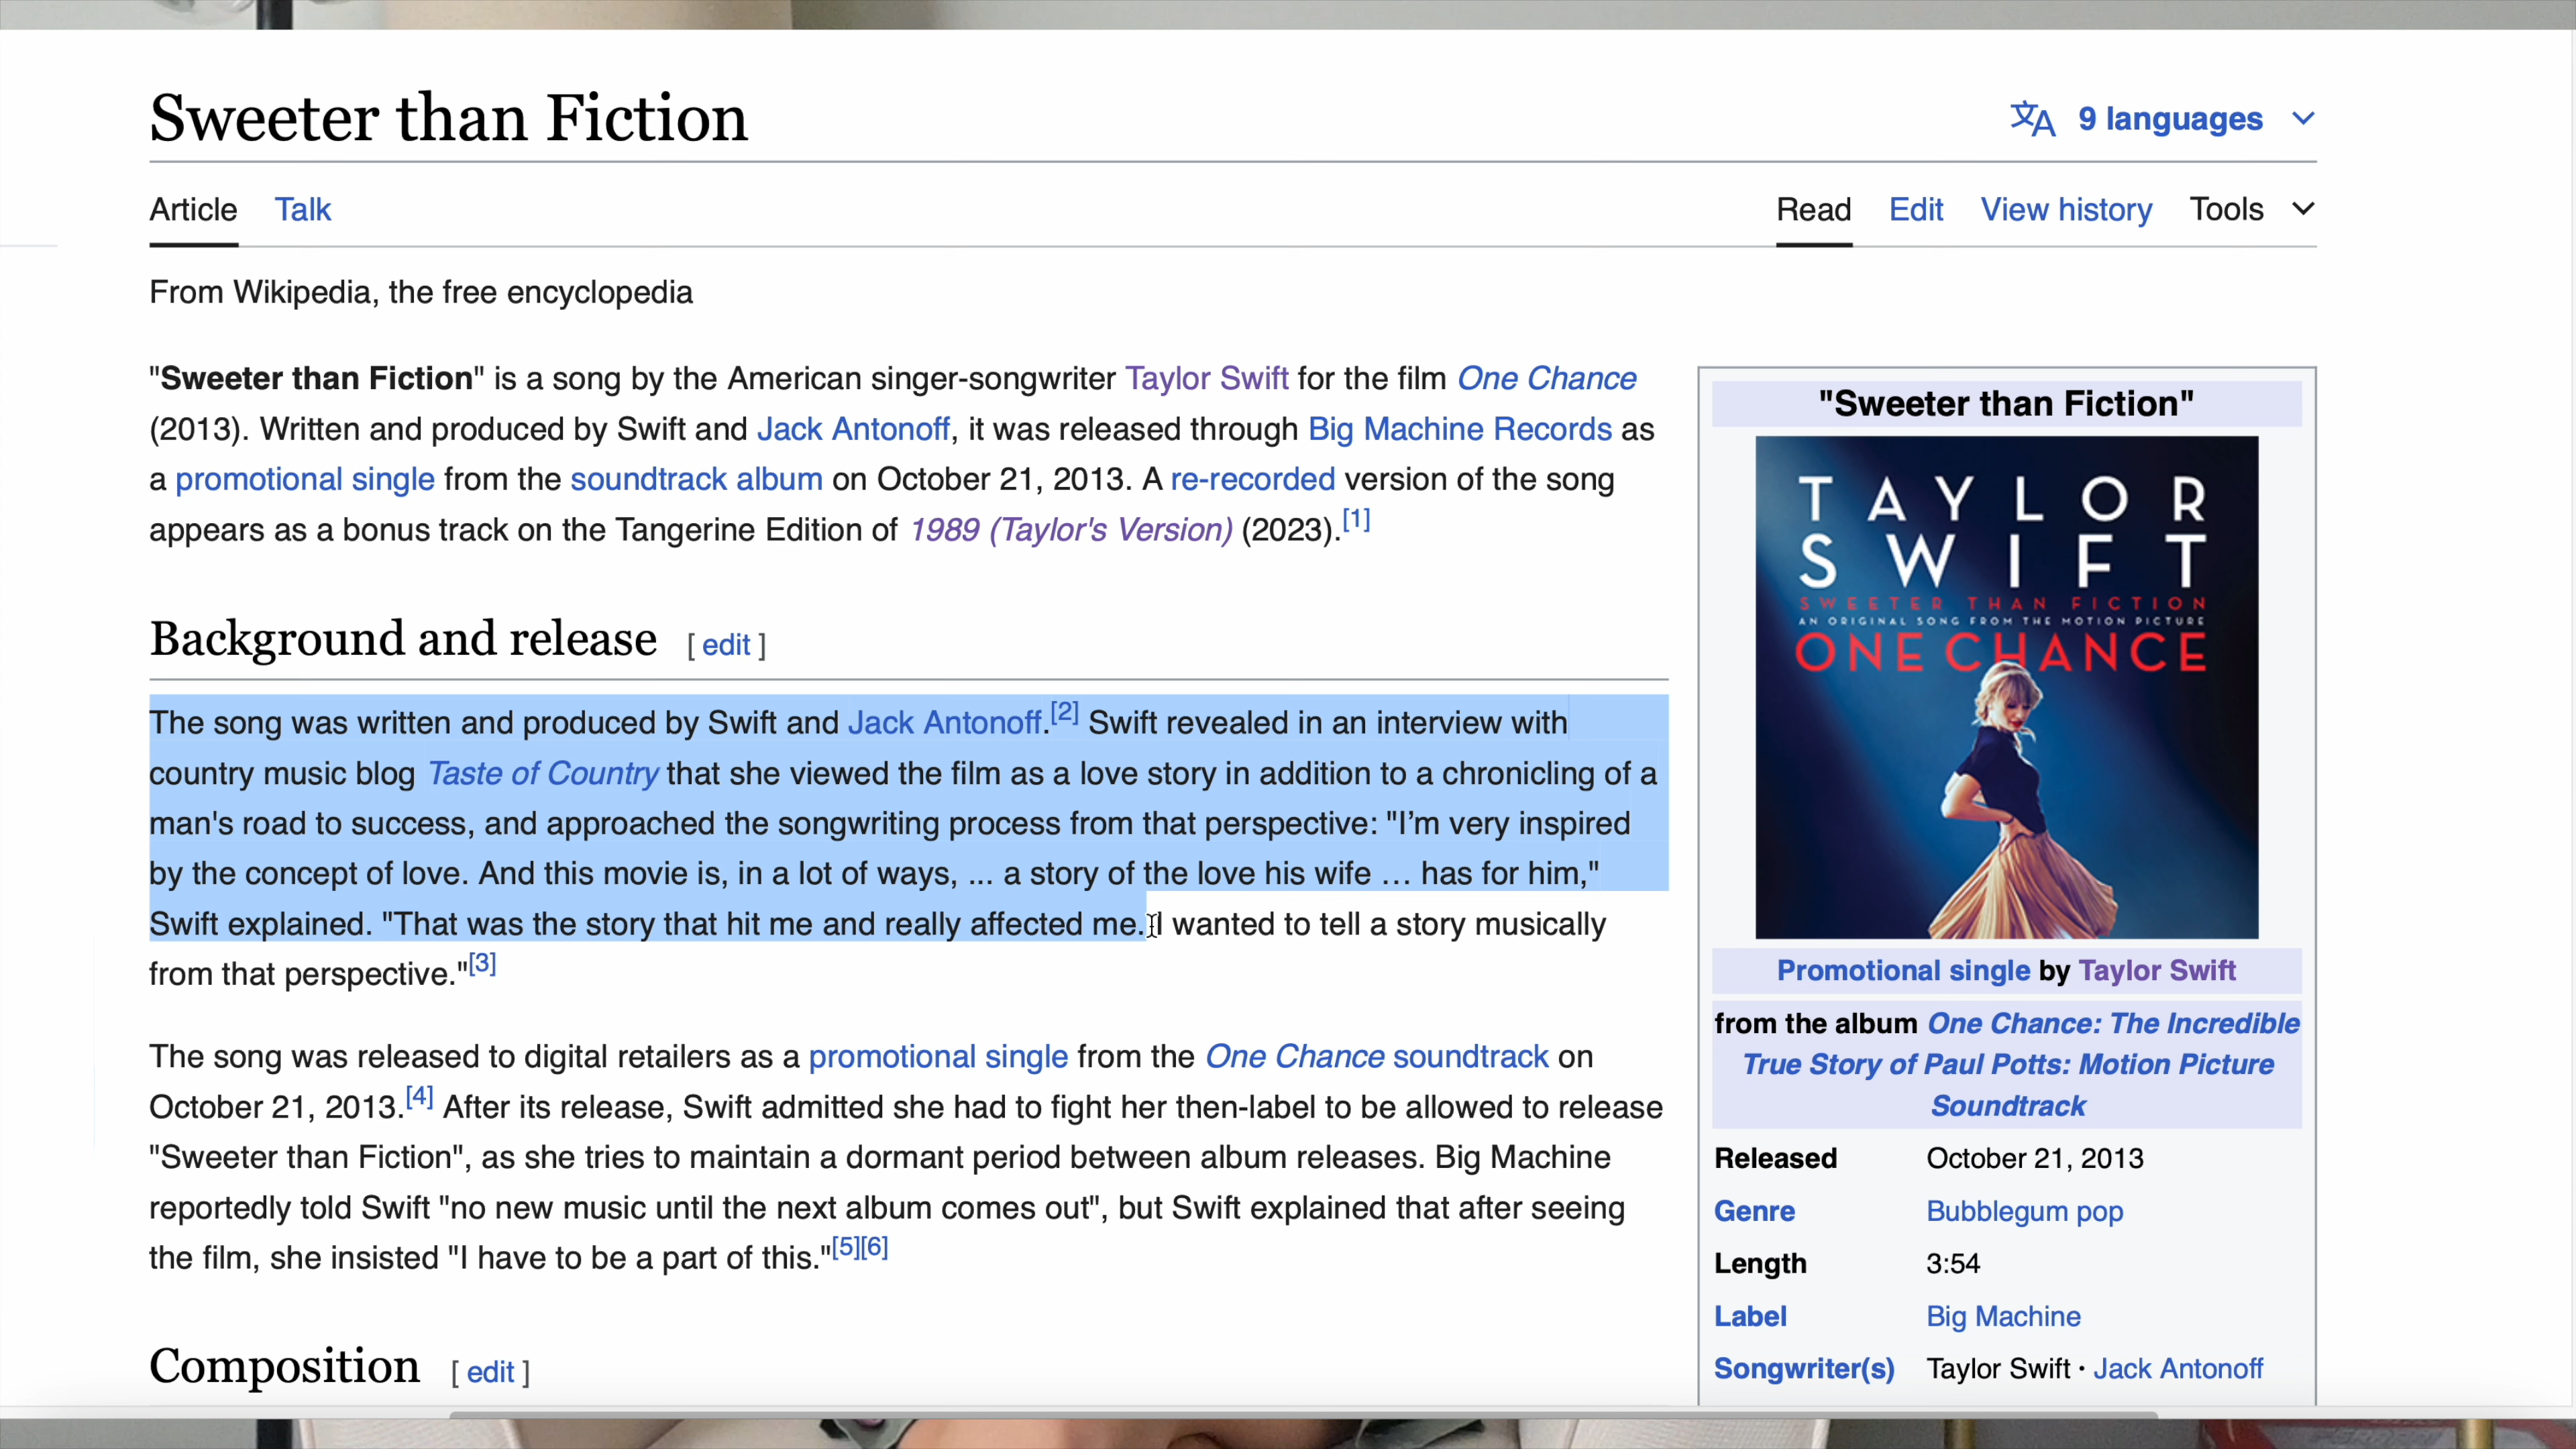 Sweeter than Fiction
9 languages
Article Talk
Read Edit View history Tools
From Wikipedia, the free encyclopedia
"Sweeter than Fiction" is a song by the American singer-songwriter Taylor Swift for the film One Chance
(2013). Written and produced by Swift and Jack Antonoff, it was released through Big Machine Records as
a promotional single from the soundtrack album on October 21, 2013. A re-recorded version of the song
appears as a bonus track on the Tangerine Edition of 1989 (Taylor's Version) (2023).[1]
Background and release [ edit ]
The song was written and produced by Swift and Jack Antonoff.[2] Swift revealed in an interview with
country music blog Taste of Country that she viewed the film as a love story in addition to a chronicling of a
man's road to success, and approached the songwriting process from that perspective: "I’m very inspired
by the concept of love. And this movie is, in a lot of ways, ... a story of the love his wife … has for him,"
Swift explained. "That was the story that hit me and really affected me. I wanted to tell a story musically
from that perspective."[3]
The song was released to digital retailers as a promotional single from the One Chance soundtrack on
October 21, 2013.[4] After its release, Swift admitted she had to fight her then-label to be allowed to release
"Sweeter than Fiction", as she tries to maintain a dormant period between album releases. Big Machine
reportedly told Swift "no new music until the next album comes out", but Swift explained that after seeing
the film, she insisted "I have to be a part of this."[5][6]
Composition [ edit ]
"Sweeter than Fiction"
TAYLOR
SWIFT
SWEETER THAN FICTION
AN ORIGINAL SONG FROM THE MOTION PICTURE
ONE CHANCE
Promotional single by Taylor Swift
from the album One Chance: The Incredible
True Story of Paul Potts: Motion Picture
Soundtrack
Released October 21, 2013
Genre Bubblegum pop
Length 3:54
Label Big Machine
Songwriter(s) Taylor Swift · Jack Antonoff